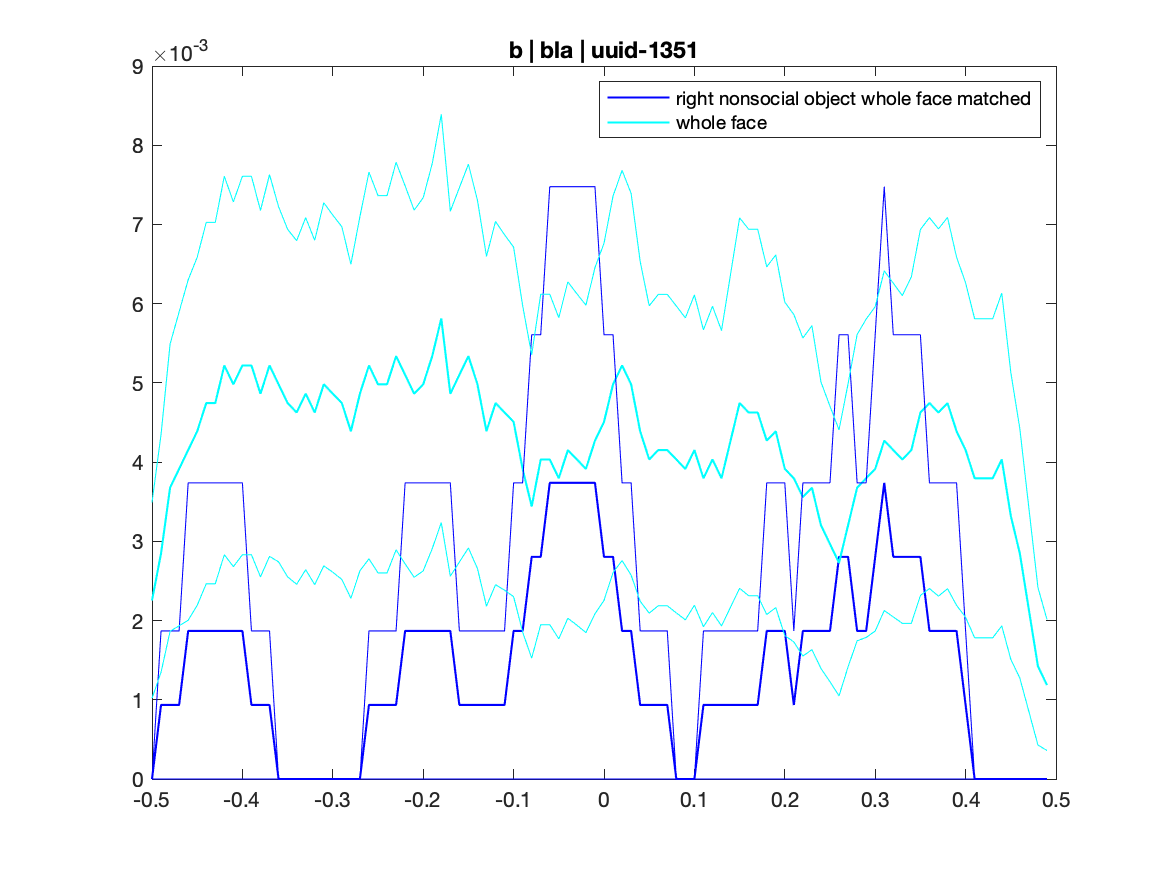 b | bla | uuid-1351
×10-3
right nonsocial object whole face matched
whole face
9
8
7
6
5
4
3
2
1
0
-0.5 -0.4 -0.3 -0.2 -0.1 0 0.1 0.2 0.3 0.4 0.5